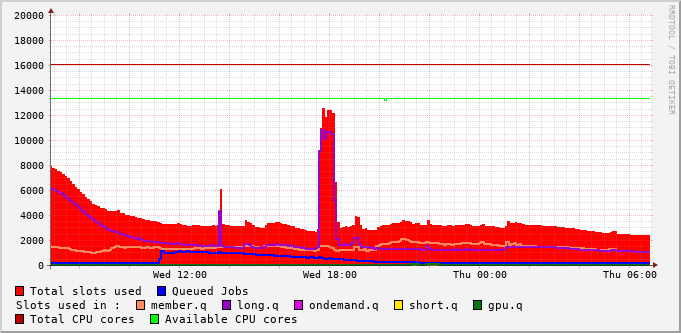 RRDTOOL / TOBI OETIKER
20000
18000
16000
14000
12000
10000
8000
6000
4000
2000
0
Wed 12:00 Wed 18:00 Thu 00:00 Thu 06:00
Total slots used Queued Jobs
Slots used in : member.q long.q ondemand.q short.q gpu.q
Total CPU cores Available CPU cores